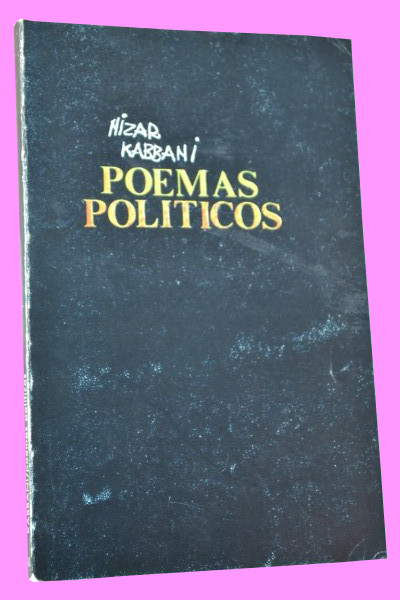 NIZAR
KABBANI
POEMAS
POLITICOS